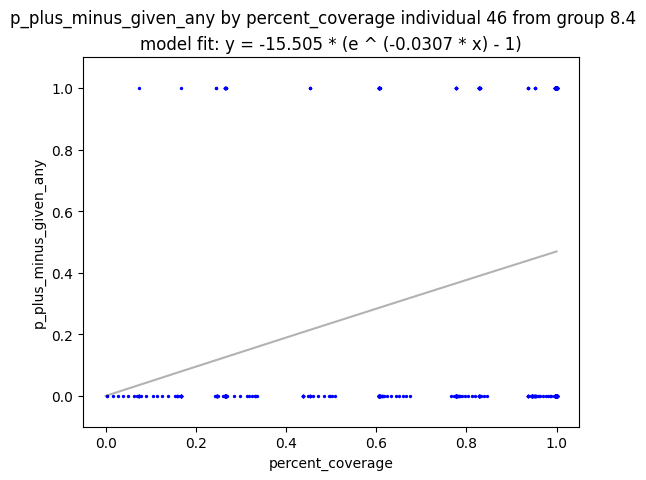 p_plus_minus_given_any by percent_coverage individual 46 from group 8.4
model fit: y = -15.505 * (e ^ (-0.0307 * x) - 1)
1.0
0.8
0.6
0.4
0.2
0.0
p_plus_minus_given_any
0.0 0.2 0.4 0.6 0.8 1.0
percent_coverage